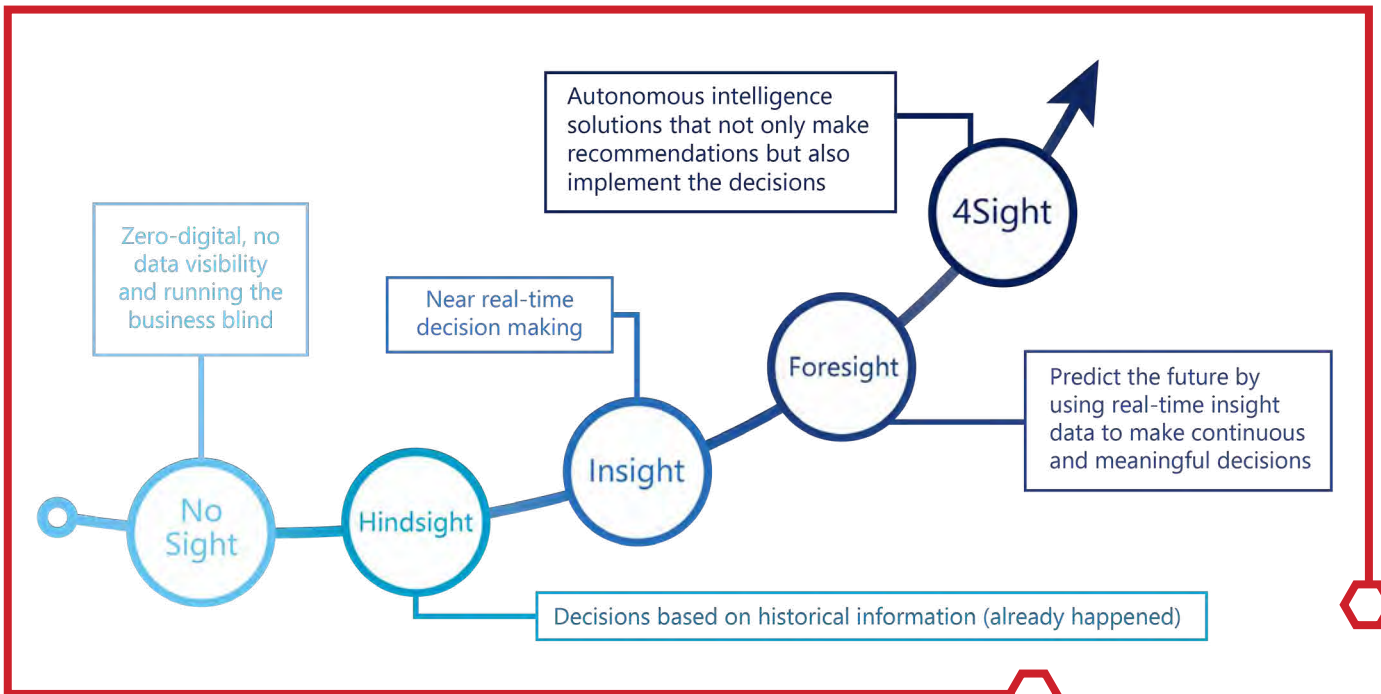 Autonomous intelligence
solutions that not only make
recommendations but also
implement the decisions
4Sight
Zero-digital, no
data visibility
and running the
business blind
Near real-time
decision making
Foresight
Predict the future by
using real-time insight
data to make continuous
and meaningful decisions
Insight
No
Sight
Hindsight
Decisions based on historical information (already happened)